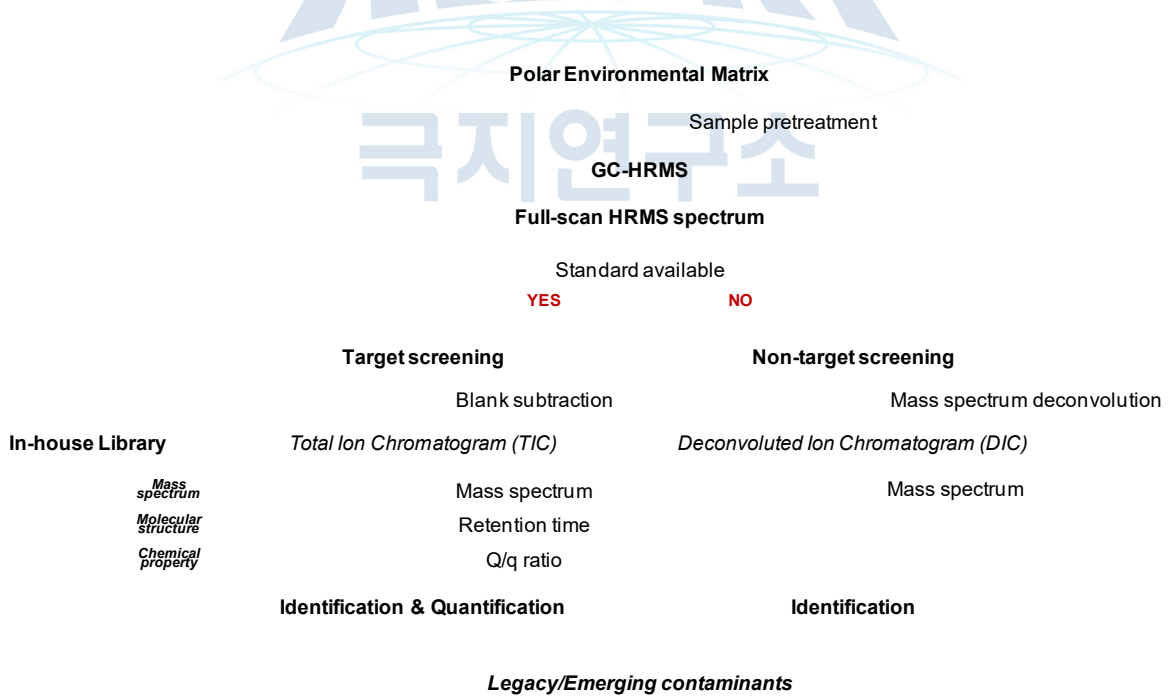 Polar Environmental Matrix
극지연구소
Sample pretreatment
GC-HRMS
Full-scan HRMS spectrum
Standard available
YES NO
Target screening Non-target screening
Blank subtraction Mass spectrum deconvolution
In-house Library Total Ion Chromatogram (TIC) Deconvoluted Ion Chromatogram (DIC)
Mass
spectrum
Mass spectrum Mass spectrum
Molecular
structure
Retention time
Chemical
property
Q/q ratio
Identification & Quantification Identification
Legacy/Emerging contaminants